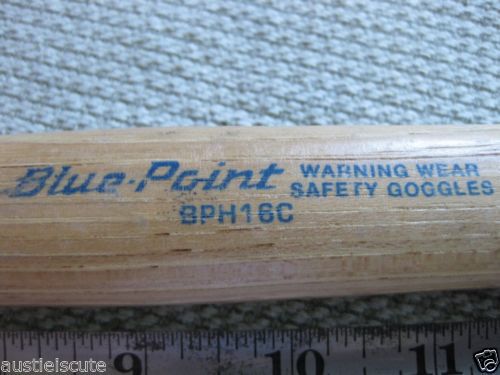 Blue-Point WARNING WEAR
SAFETY GOGGLES
BPH16C
9 10 11
austieiscute